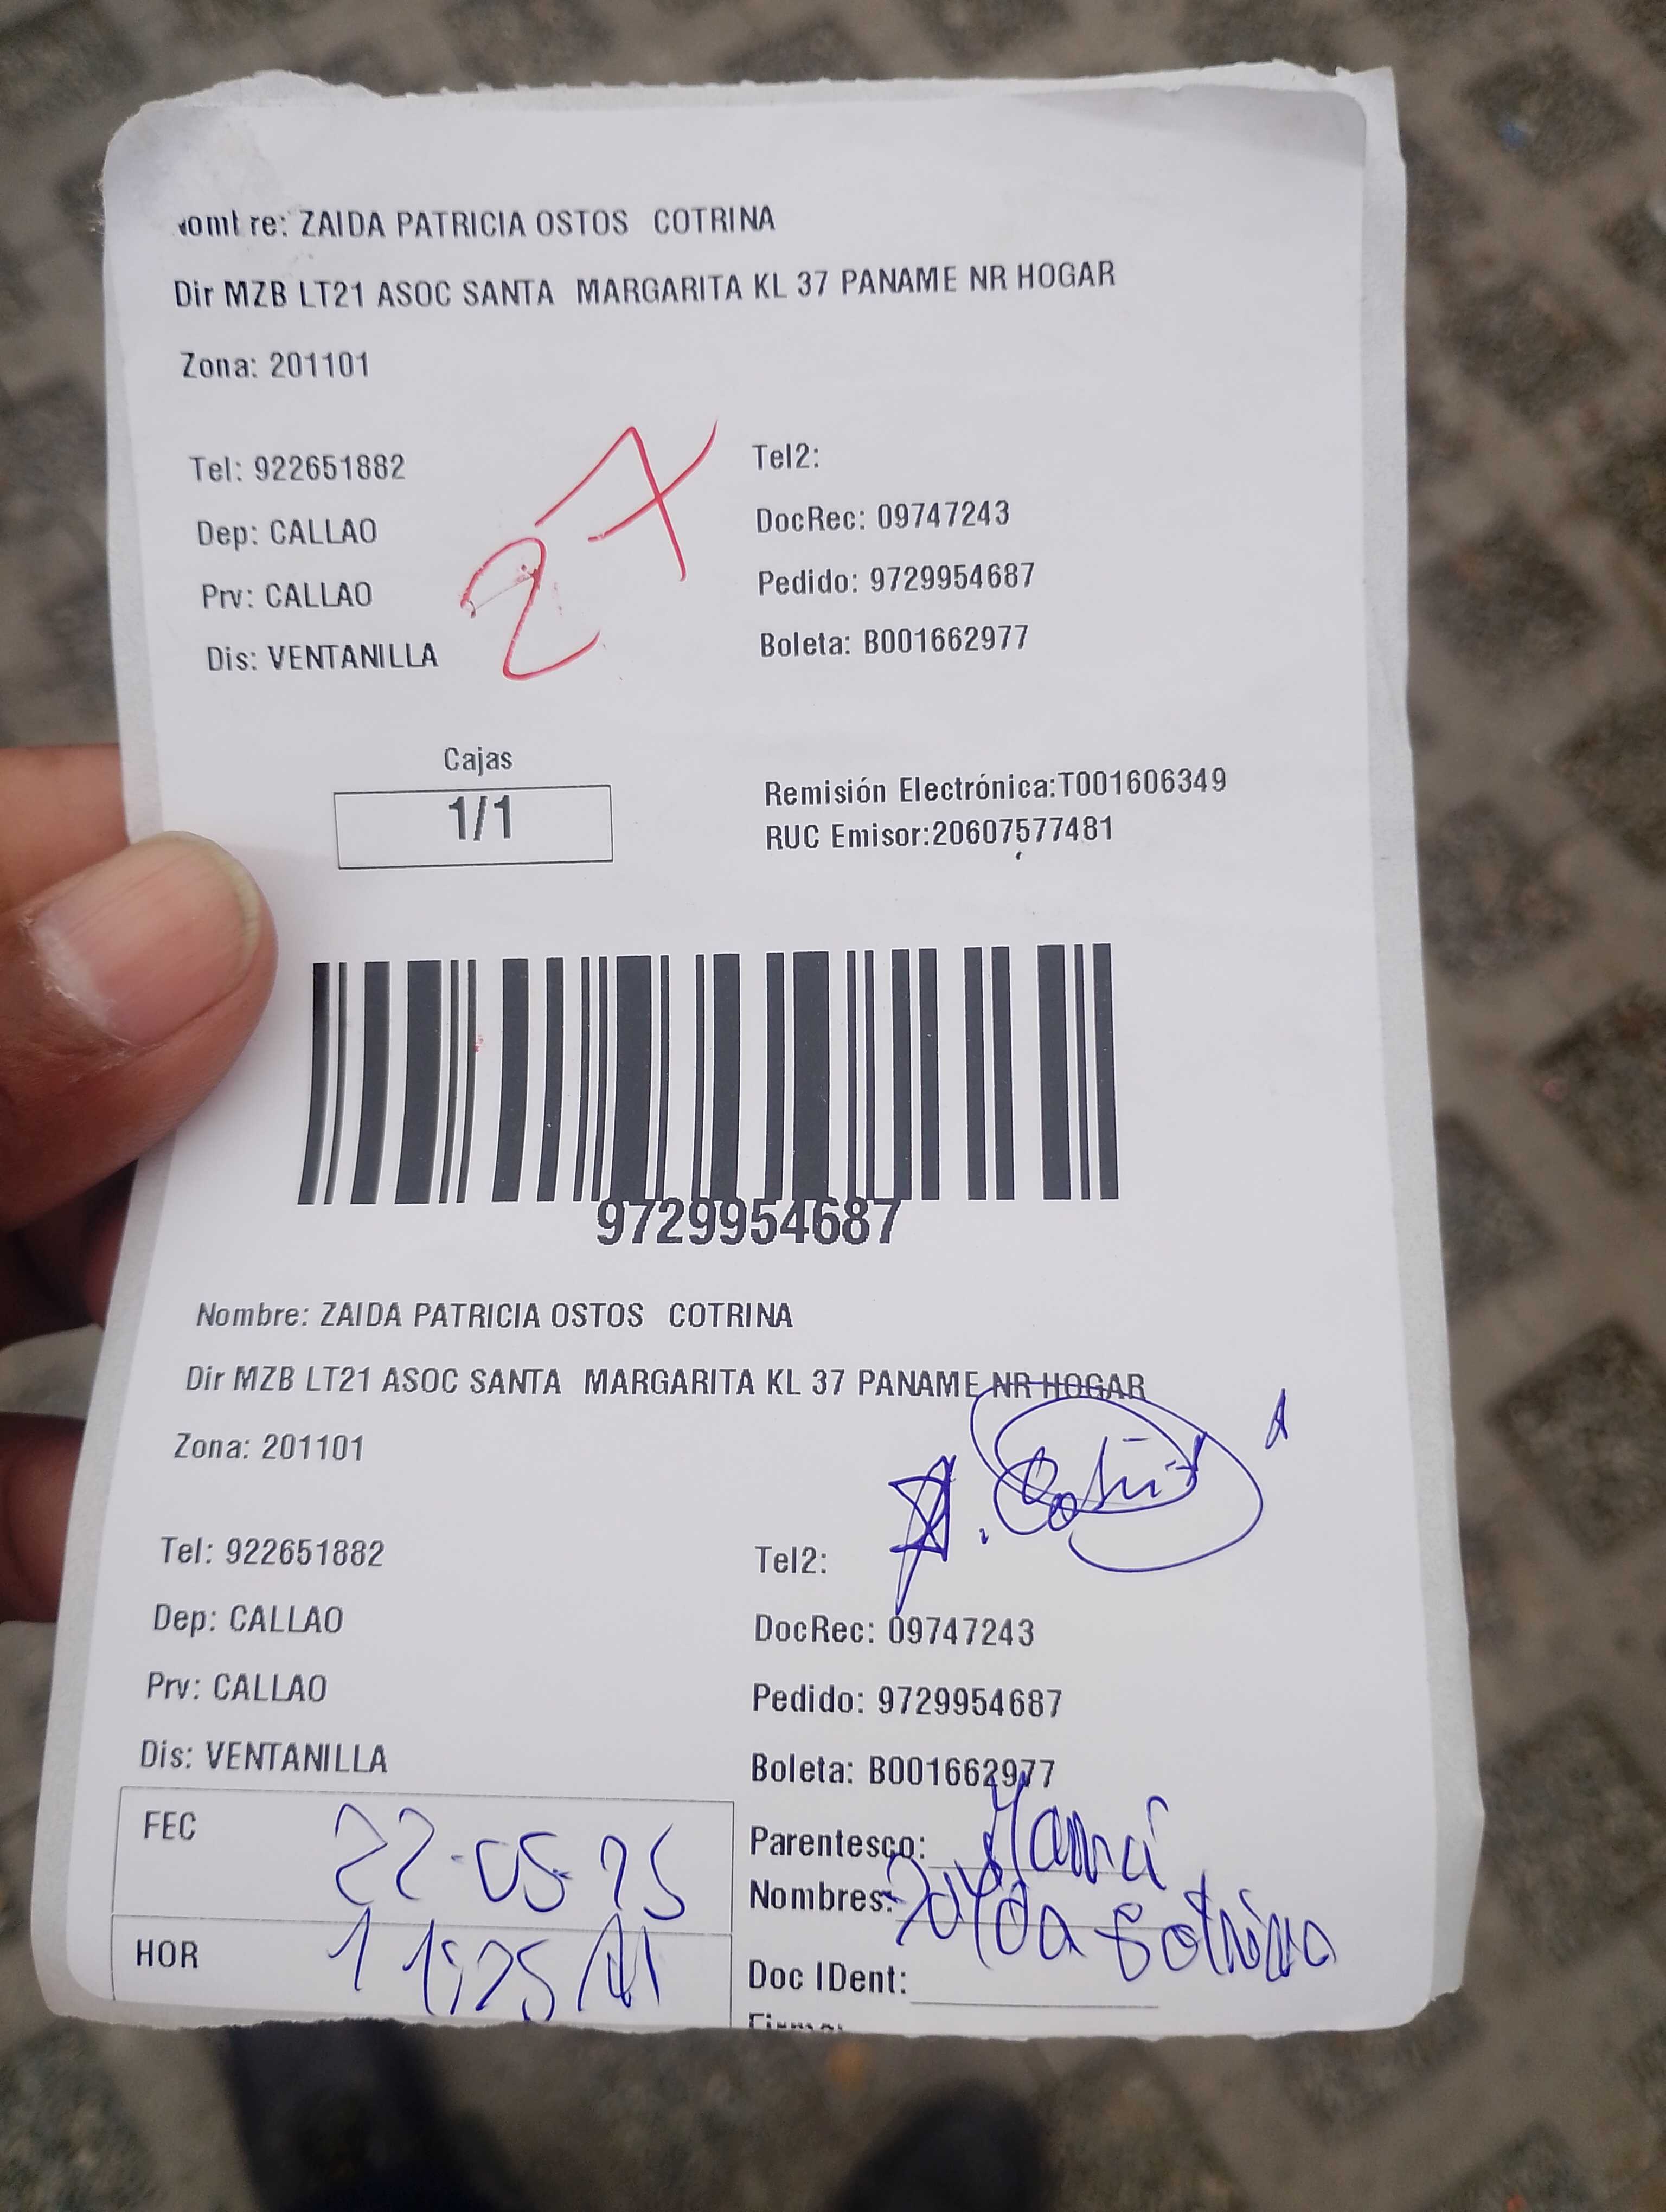 Nombre: ZAIDA PATRICIA OSTOS COTRINA
Dir MZB LT21 ASOC SANTA MARGARITA KL 37 PANAME NR HOGAR
Zona: 201101
Tel: 922651882
Tel2:
Dep: CALLAO
DocRec: 09747243
Prv: CALLAO
Pedido: 9729954687
Dis: VENTANILLA
Boleta: B001662977
27
Cajas
1/1
Remisión Electrónica:T001606349
RUC Emisor:20607577481
9729954687
Nombre: ZAIDA PATRICIA OSTOS COTRINA
Dir MZB LT21 ASOC SANTA MARGARITA KL 37 PANAME NR HOGAR
Zona: 201101
Tel: 922651882
Tel2:
Dep: CALLAO
DocRec: 09747243
Prv: CALLAO
Pedido: 9729954687
Dis: VENTANILLA
Boleta: B001662977
FEC 22-05-25
Parentesco: Mamá
Nombres: Cotrina
HOR
Doc IDent:
Firma: